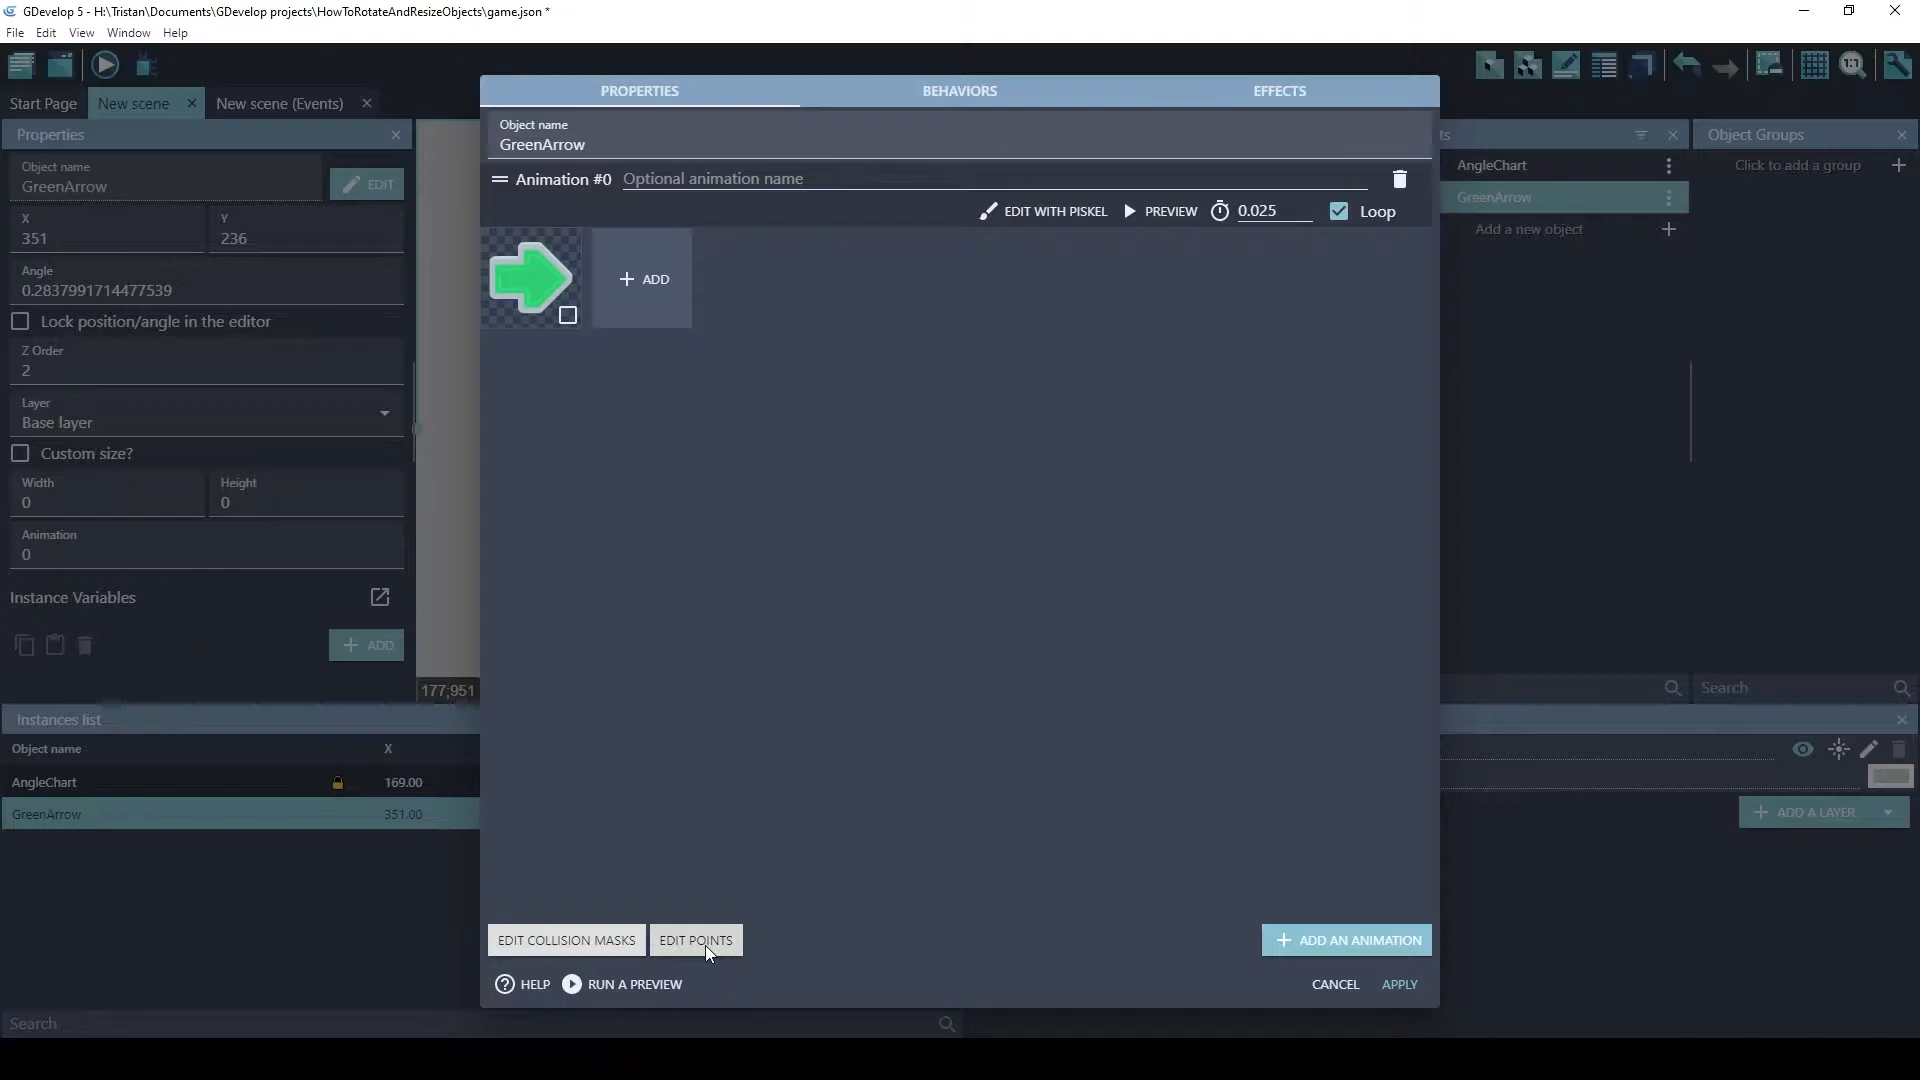 GDevelop 5 - H:\Tristan\Documents\GDevelop projects\HowToRotateAndResizeObjects\game.json *
File Edit View Window Help
1:1
Start Page New scene × New scene (Events) ×
Properties ×
Object name
GreenArrow
EDIT
X Y
351 236
Angle
0.2837991714477539
Lock position/angle in the editor
Z Order
2
Layer
Base layer
Custom size?
Width Height
0 0
Animation
0
Instance Variables
+ ADD
177;951
Instances list
Object name X
AngleChart 169.00
GreenArrow 351.00
Search
PROPERTIES BEHAVIORS EFFECTS
Object name
GreenArrow
Animation #0 Optional animation name
EDIT WITH PISKEL PREVIEW 0.025 Loop
+ ADD
EDIT COLLISION MASKS EDIT POINTS + ADD AN ANIMATION
HELP RUN A PREVIEW CANCEL APPLY
ts ×
AngleChart
GreenArrow
Add a new object +
Object Groups ×
Click to add a group +
Search
×
+ ADD A LAYER